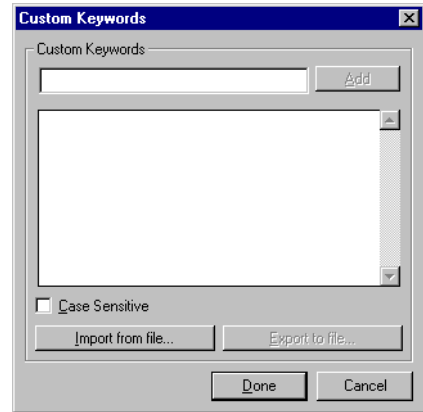 Custom Keywords
Custom Keywords
Add
Case Sensitive
Import from file...
Export to file...
Done
Cancel